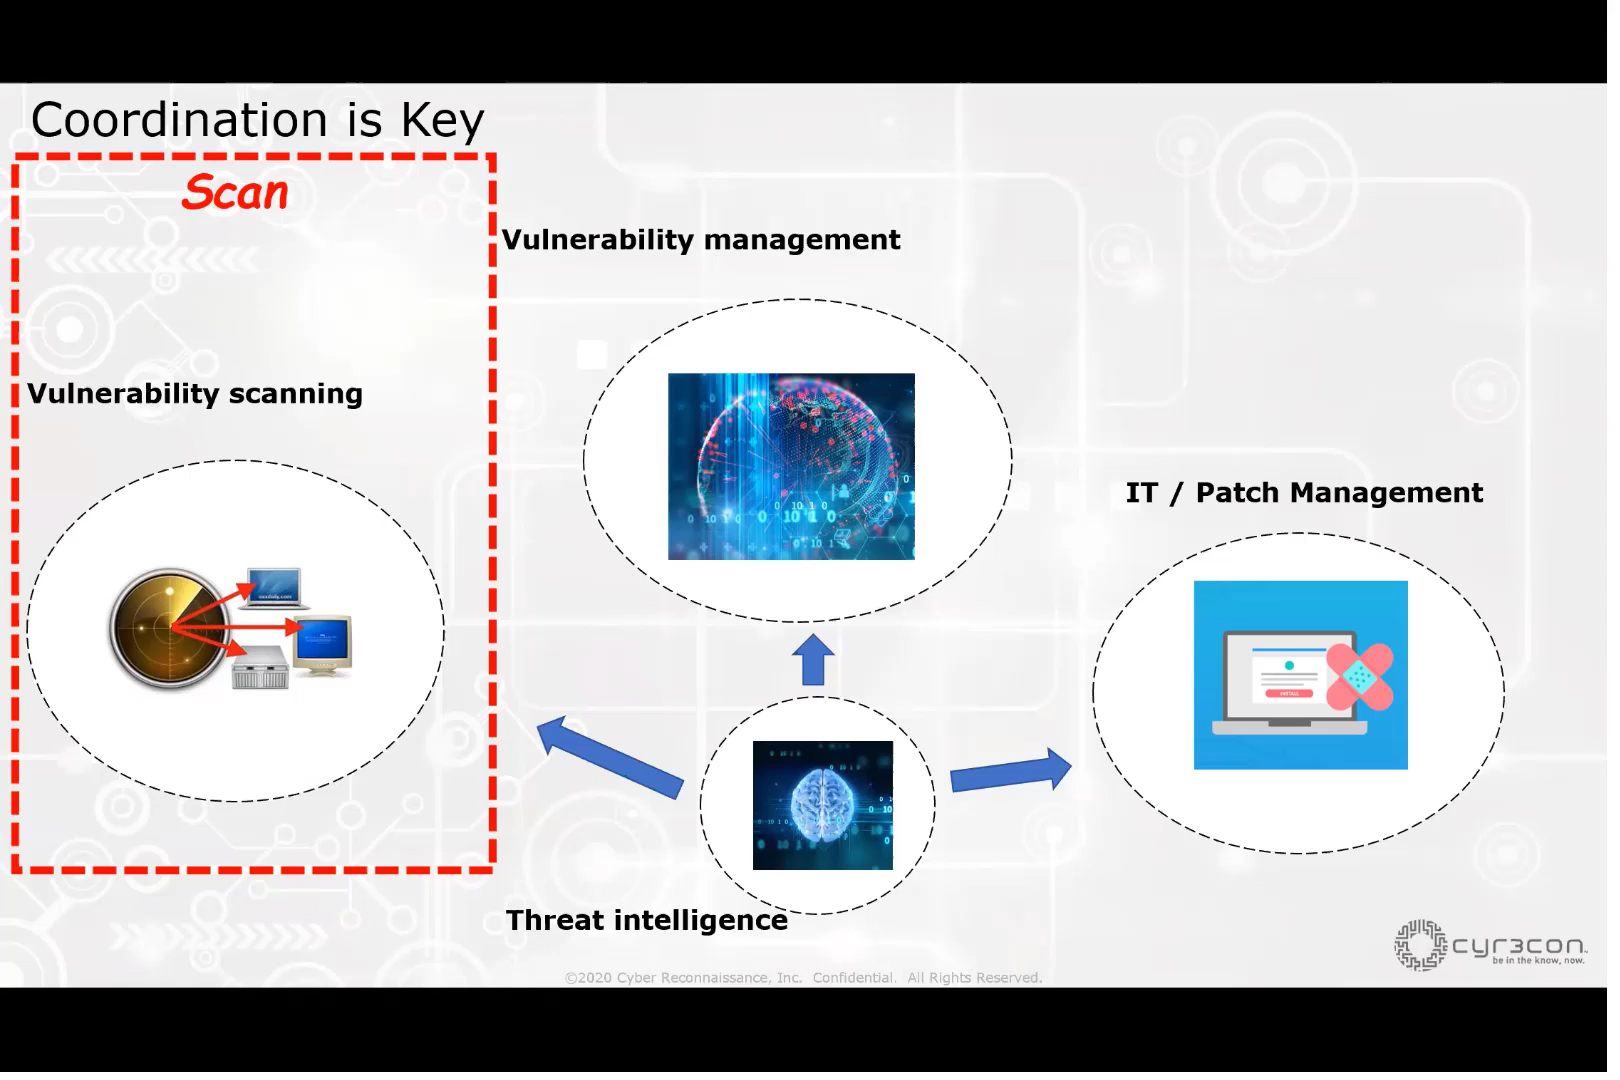 Coordination is Key
Scan
Vulnerability management
Vulnerability scanning
IT / Patch Management
INSTALL
Threat intelligence
cyr3con
be in the know, now.
©2020 Cyber Reconnaissance, Inc. Confidential. All Rights Reserved.